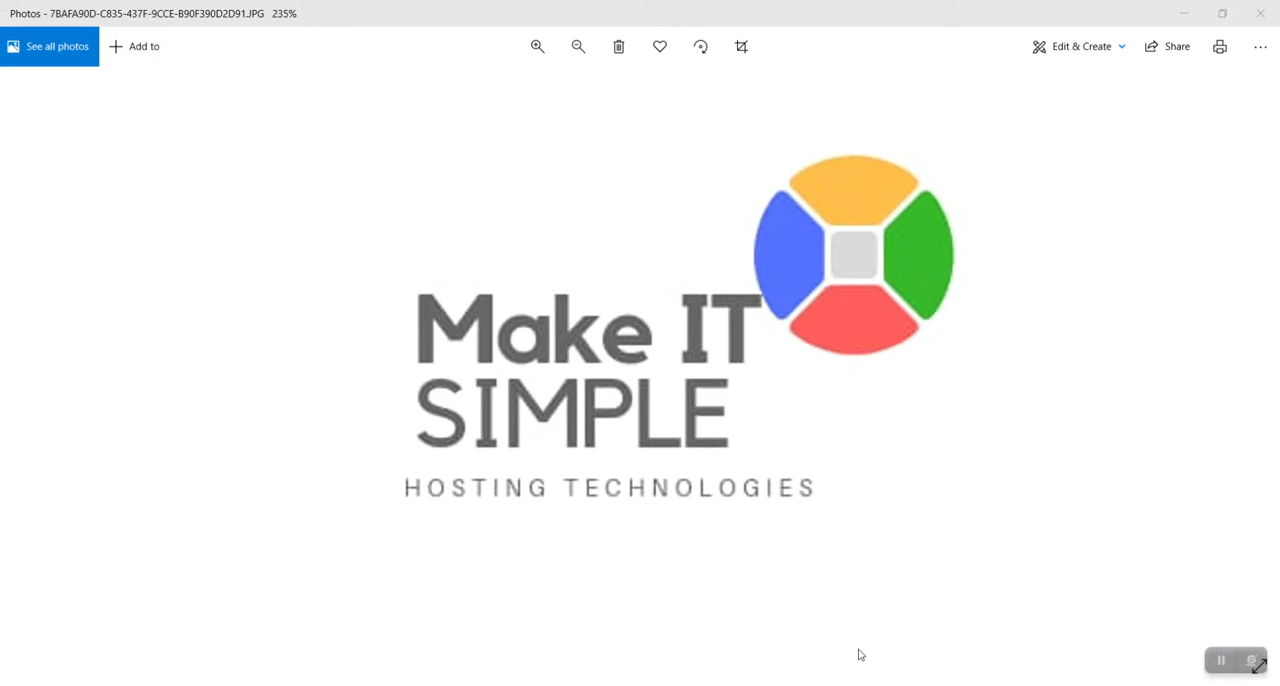 Photos - 7BAFA90D-C835-437F-9CCE-B90F390D2D91.JPG 235%
See all photos
Add to
Edit & Create
Share
Make IT
SIMPLE
HOSTING TECHNOLOGIES